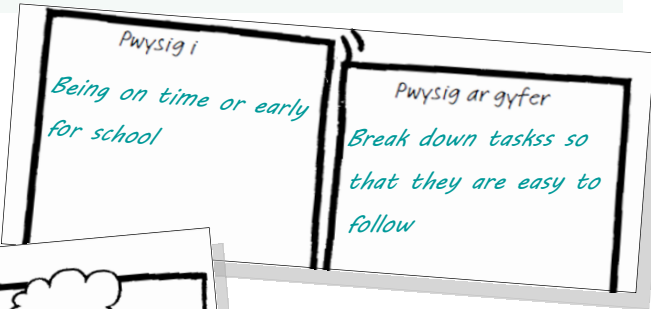 Pwysig i
Being on time or early
for school
Pwysig ar gyfer
Break down taskss so
that they are easy to
follow